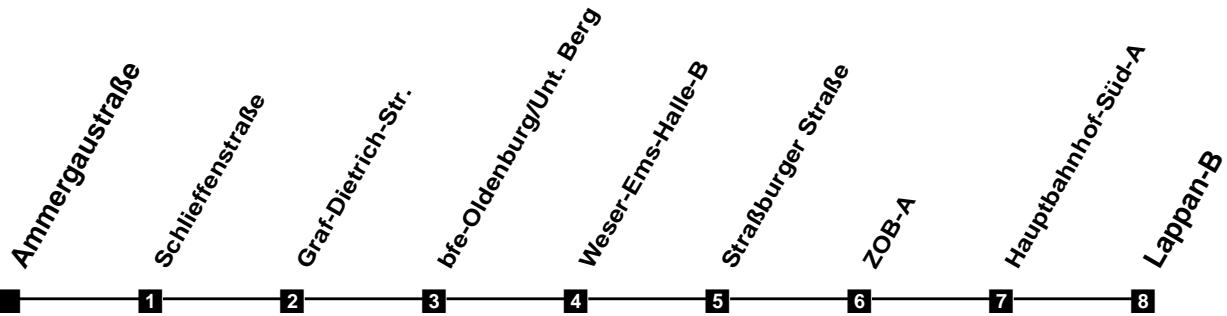 Ammergaustraße
Schlieffenstraße
Graf-Dietrich-Str.
bfe-Oldenburg/Unt. Berg
Weser-Ems-Halle-B
Straßburger Straße
ZOB-A
Hauptbahnhof-Süd-A
Lappan-B
1 2 3 4 5 6 7 8